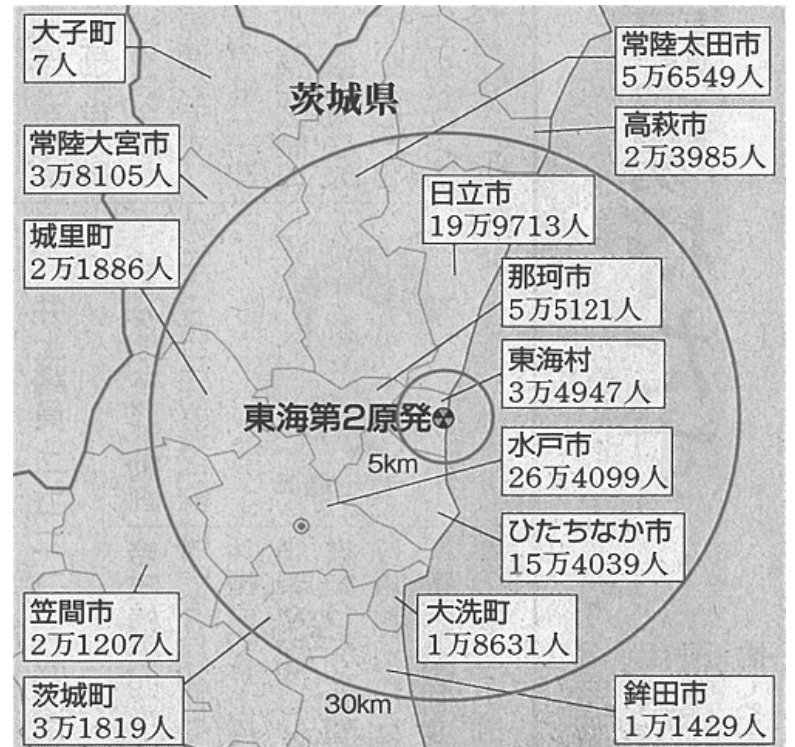 大子町
7人
常陸太田市
5万6549人
茨城県
高萩市
2万3985人
常陸大宮市
3万8105人
日立市
19万9713人
城里町
2万1886人
那珂市
5万5121人
東海村
3万4947人
東海第2原発
5km
水戸市
26万4099人
ひたちなか市
15万4039人
笠間市
2万1207人
大洗町
1万8631人
茨城町
3万1819人
30km
鉾田市
1万1429人